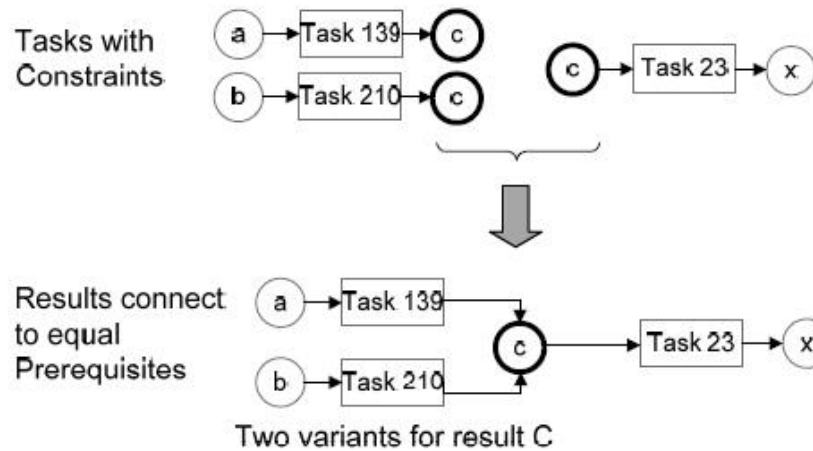 a Task 139 c
Tasks with
Constraints
c Task 23 x
b Task 210 c
Results connect
to equal
Prerequisites
a Task 139
c Task 23 x
b Task 210
Two variants for result C